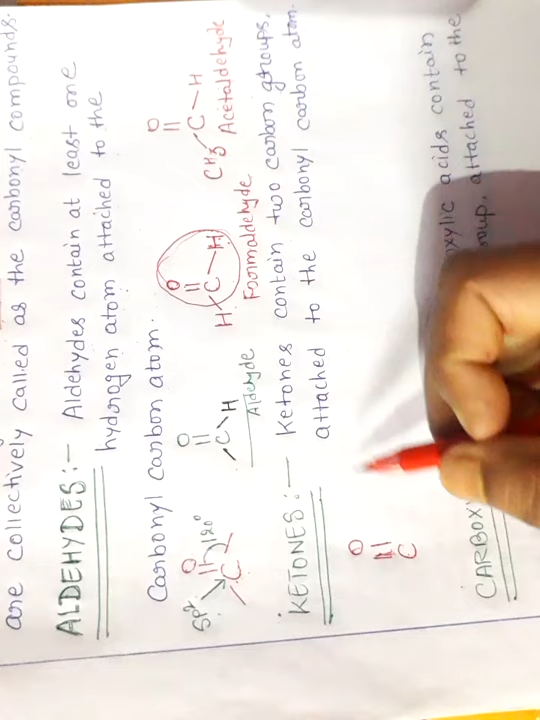 are collectively called as the carbonyl compounds.
ALDEHYDES:- Aldehydes contain at least one
hydrogen atom attached to the
Carbonyl Carbon atom.
Sp² O 120° C
O C H
Aldehyde
O H C H
Formaldehyde
O CH3 C H
Acetaldehyde
KETONES:- Ketones contain two carbon groups,
attached to the carbonyl carbon atom.
O
C
CARBOXY xylic acids contain
roup, attached to the